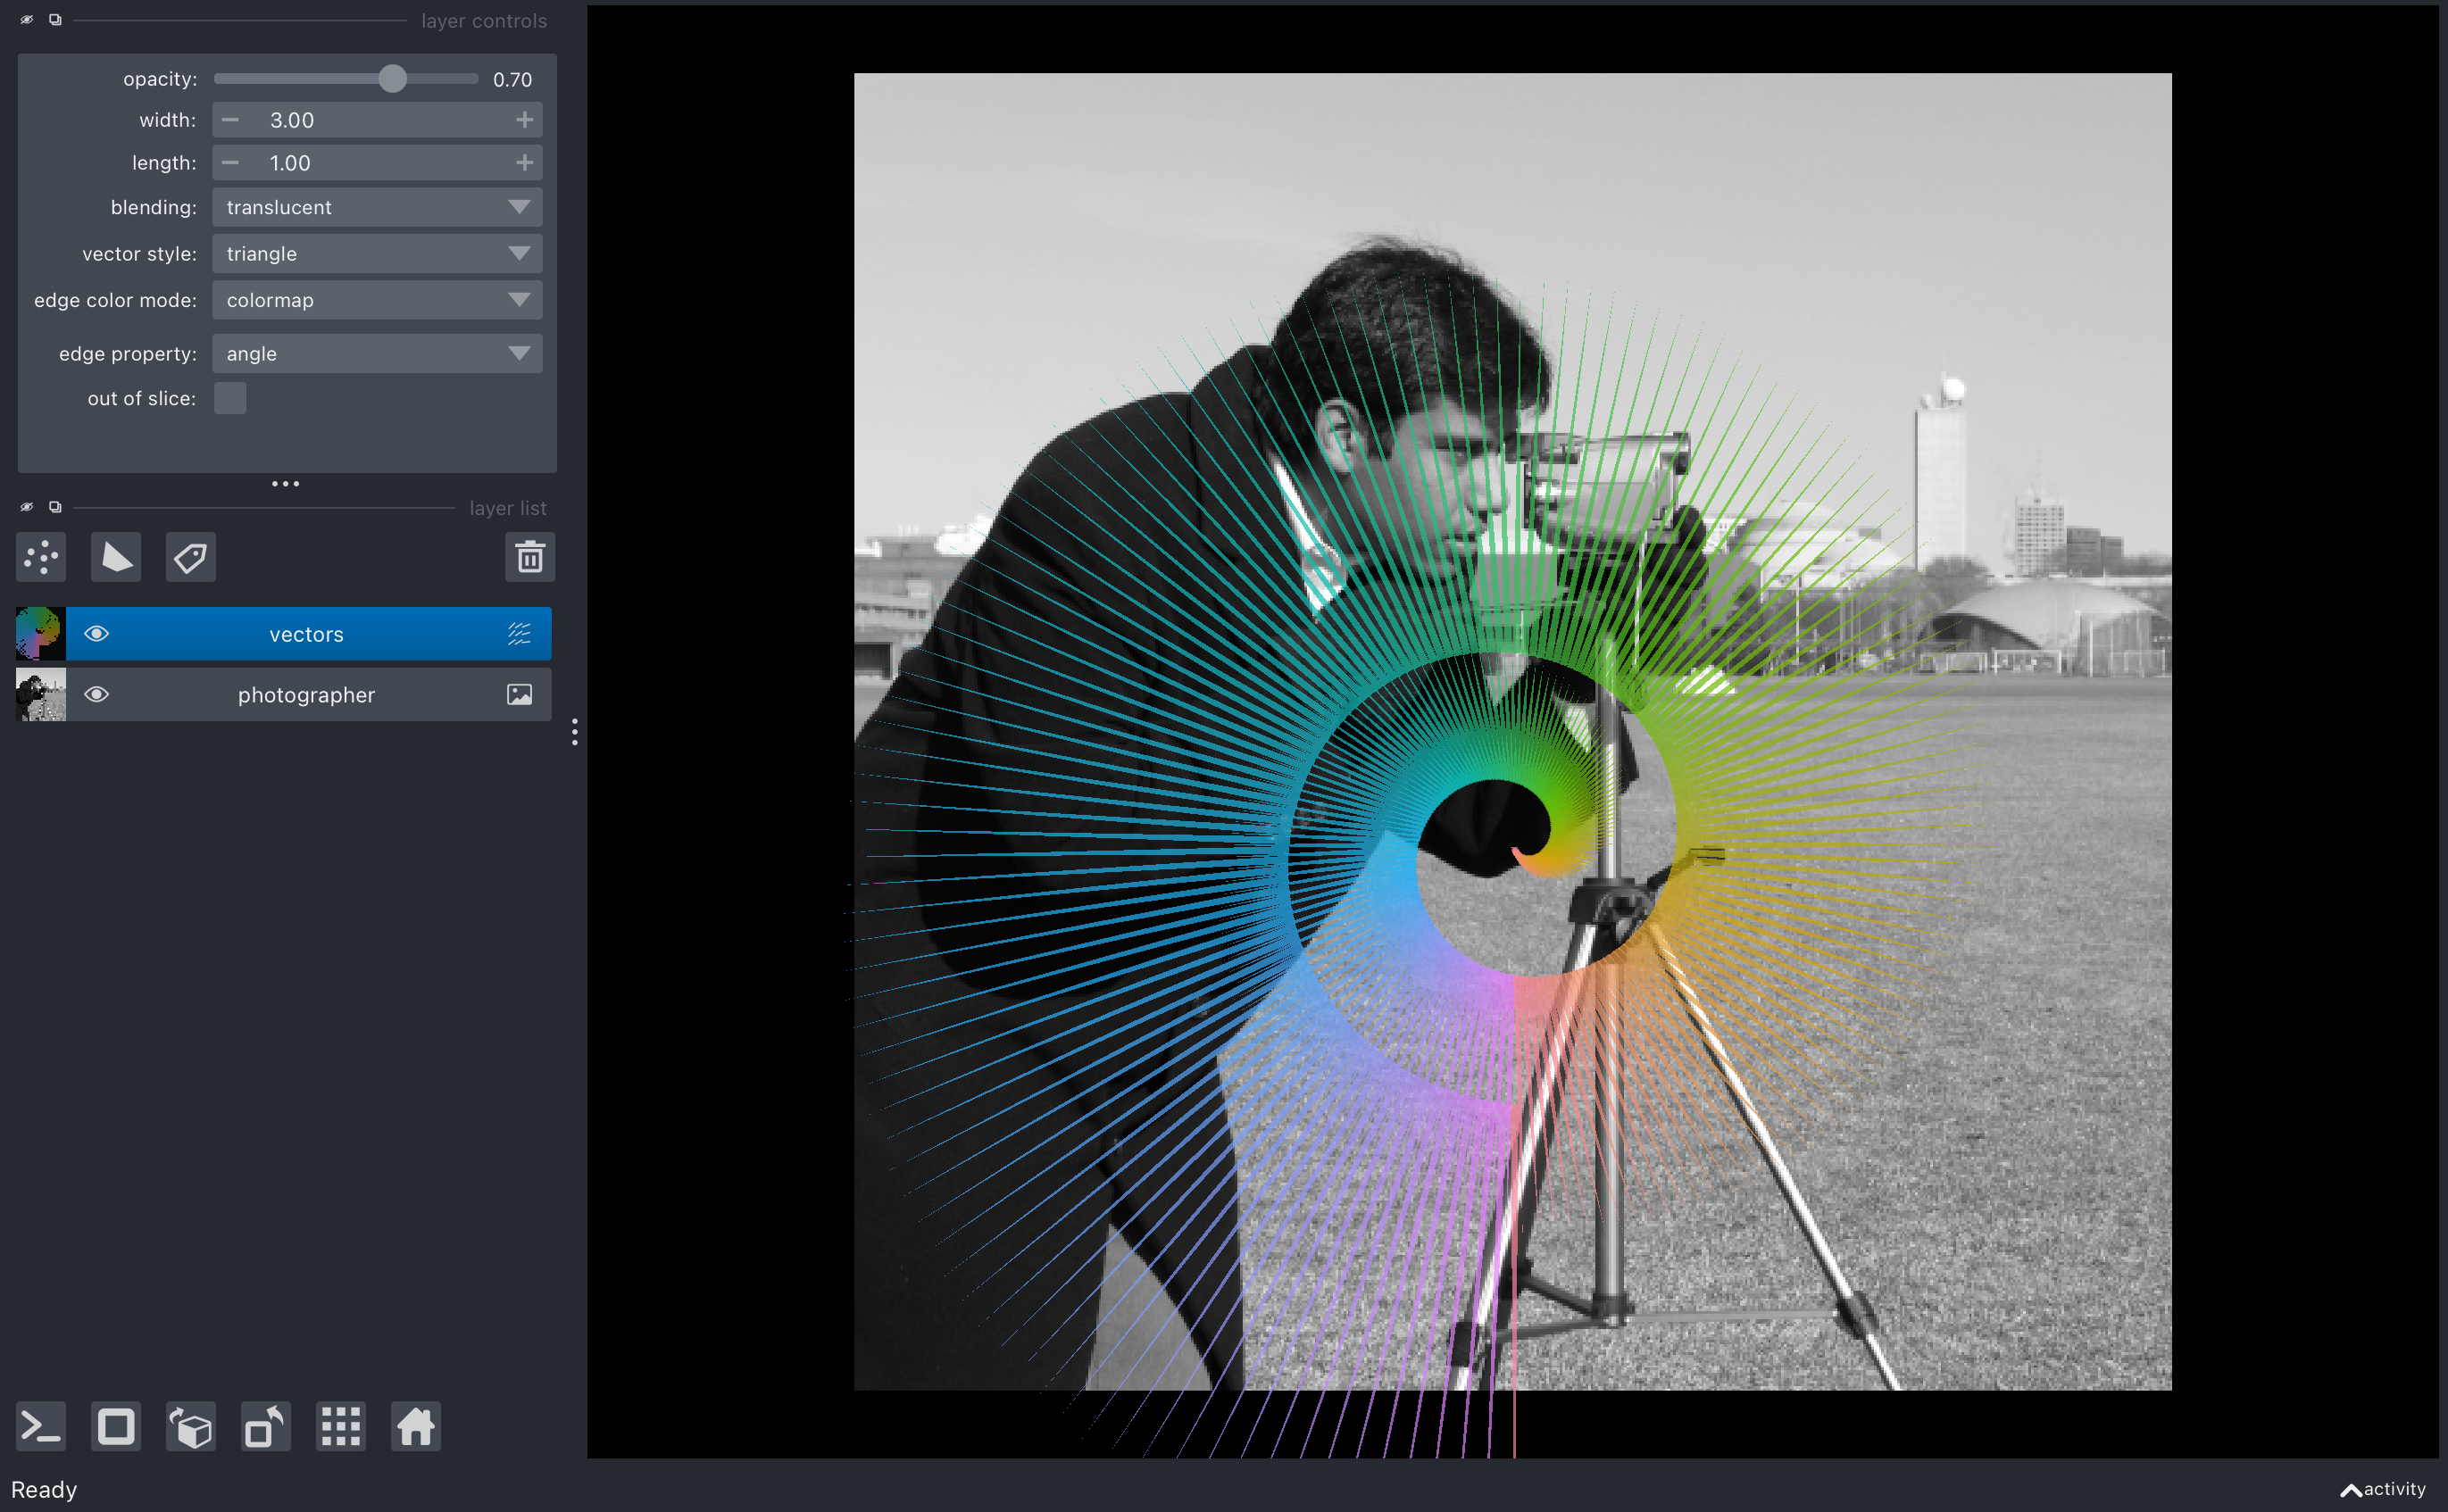 layer controls
opacity: 0.70
width: 3.00
length: 1.00
blending: translucent
vector style: triangle
edge color mode: colormap
edge property: angle
out of slice:
layer list
vectors
photographer
Ready
activity